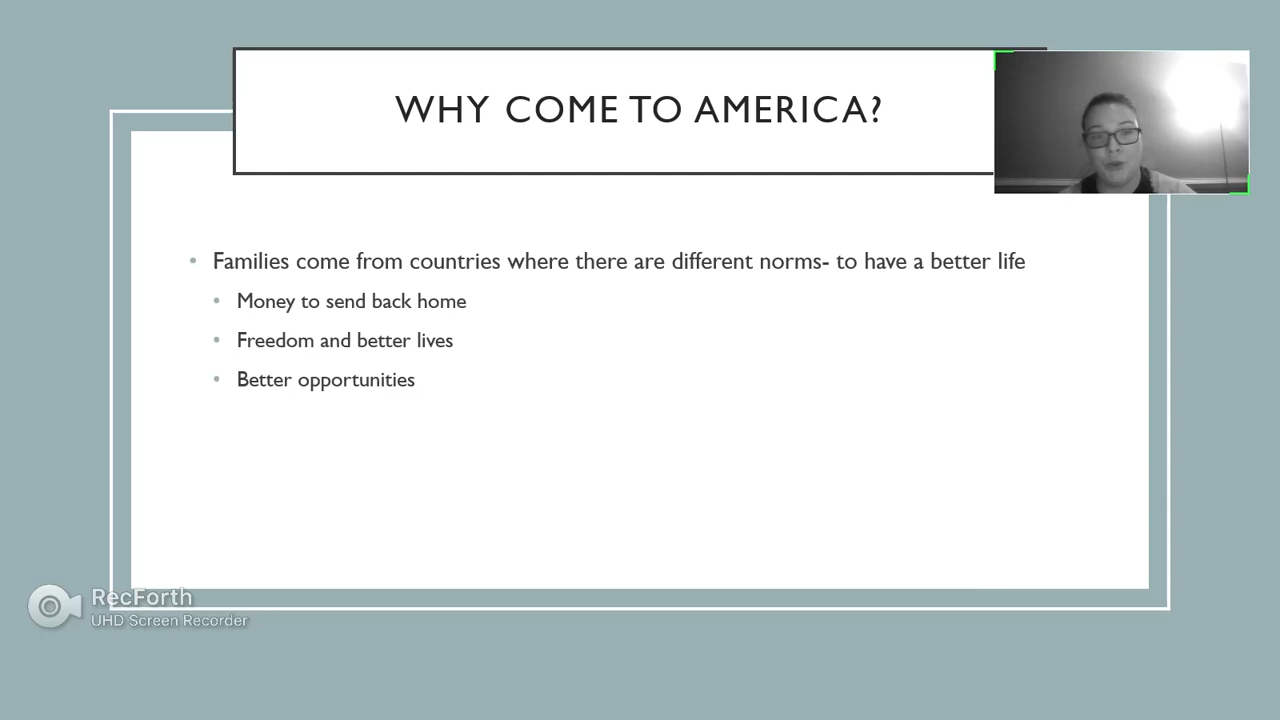 WHY COME TO AMERICA?
• Families come from countries where there are different norms- to have a better life
• Money to send back home
• Freedom and better lives
• Better opportunities
RecForth
UHD Screen Recorder